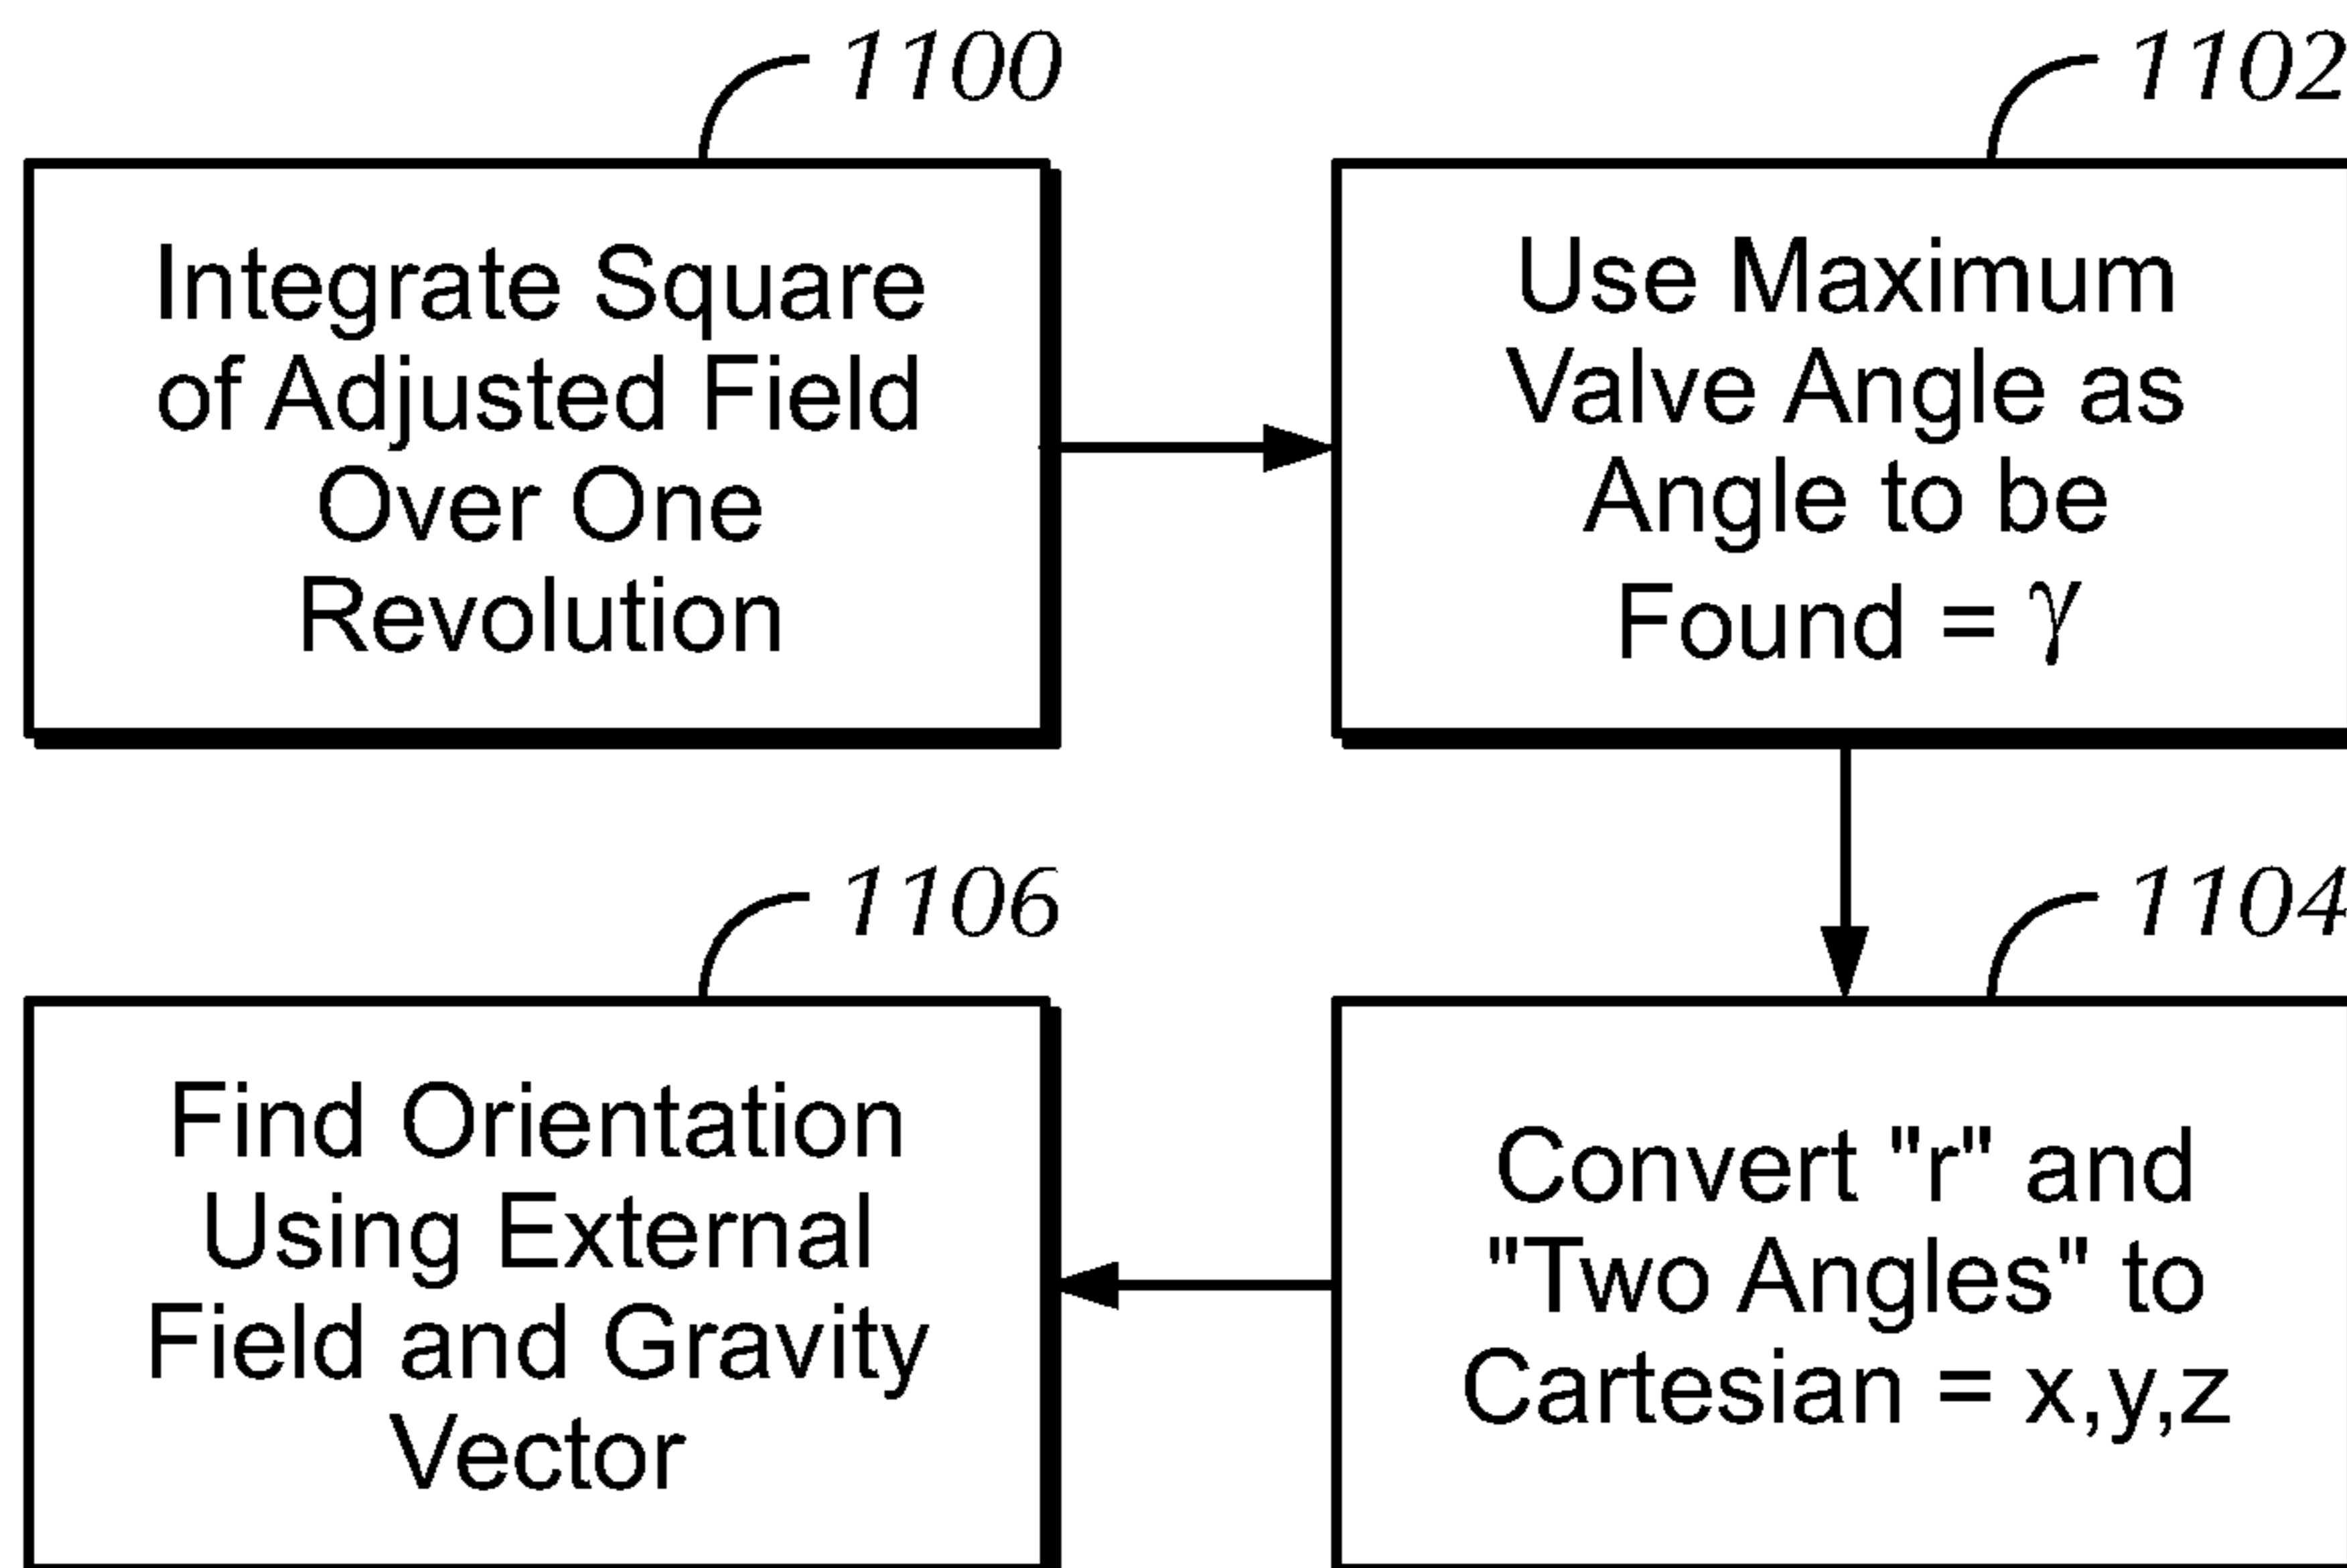 1100
Integrate Square
of Adjusted Field
Over One
Revolution
1102
Use Maximum
Valve Angle as
Angle to be
Found = γ
1104
Convert "r" and
"Two Angles" to
Cartesian = x,y,z
1106
Find Orientation
Using External
Field and Gravity
Vector